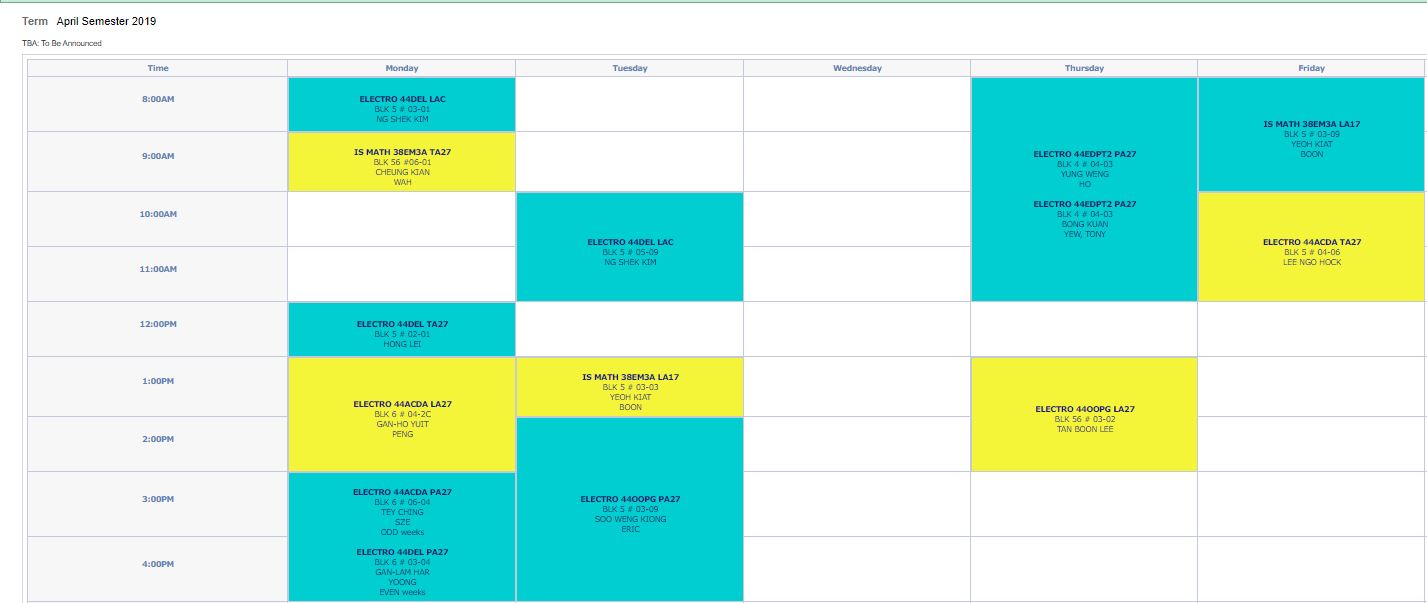 Term April Semester 2019
TBA: To Be Announced
Time Monday Tuesday Wednesday Thursday Friday
8:00AM
ELECTRO 44DEL LAC
BLK 5 # 03-01
NG SHEK KIM
9:00AM
IS MATH 38EM3A TA27
BLK 56 #06-01
CHEUNG KIAN
WAH
ELECTRO 44EDPT2 PA27
BLK 4 # 04-03
YUNG WENG
HO
ELECTRO 44EDPT2 PA27
BLK 4 # 04-03
BONG KUAN
YEW, TONY
IS MATH 38EM3A LA17
BLK 5 # 03-09
YEOH KIAT
BOON
10:00AM
ELECTRO 44DEL LAC
BLK 5 # 05-09
NG SHEK KIM
ELECTRO 44ACDA TA27
BLK 5 # 04-06
LEE NGO HOCK
11:00AM
12:00PM
ELECTRO 44DEL TA27
BLK 5 # 02-01
HONG LEI
1:00PM
ELECTRO 44ACDA LA27
BLK 6 # 04-2C
GAN-HO YUIT
PENG
IS MATH 38EM3A LA17
BLK 5 # 03-03
YEOH KIAT
BOON
ELECTRO 44OOPG LA27
BLK 56 # 03-02
TAN BOON LEE
2:00PM
3:00PM
ELECTRO 44ACDA PA27
BLK 6 # 06-04
TEY CHING
SZE
ODD weeks
ELECTRO 44DEL PA27
BLK 6 # 03-04
GAN-LAM HAR
YOONG
EVEN weeks
ELECTRO 44OOPG PA27
BLK 5 # 03-09
SOO WENG KIONG
ERIC
4:00PM